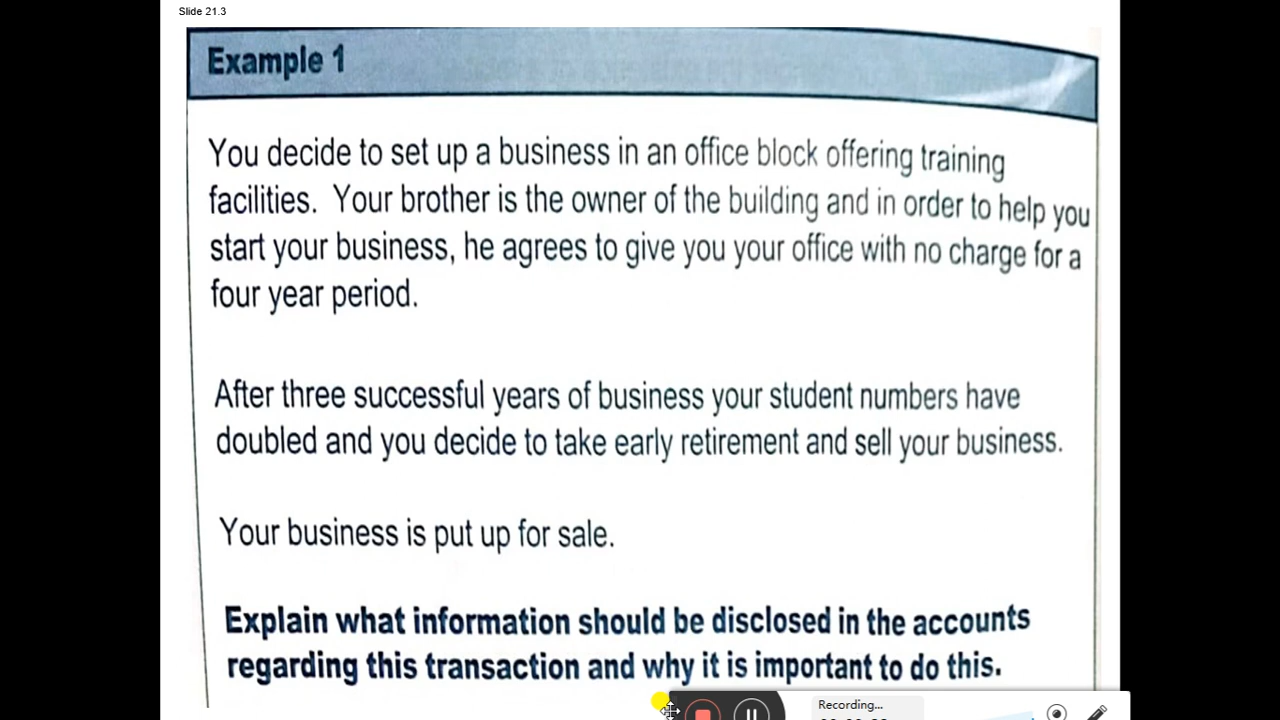 Slide 21.3
Example 1
You decide to set up a business in an office block offering training
facilities. Your brother is the owner of the building and in order to help you
start your business, he agrees to give you your office with no charge for a
four year period.
After three successful years of business your student numbers have
doubled and you decide to take early retirement and sell your business.
Your business is put up for sale.
Explain what information should be disclosed in the accounts
regarding this transaction and why it is important to do this.
Recording...